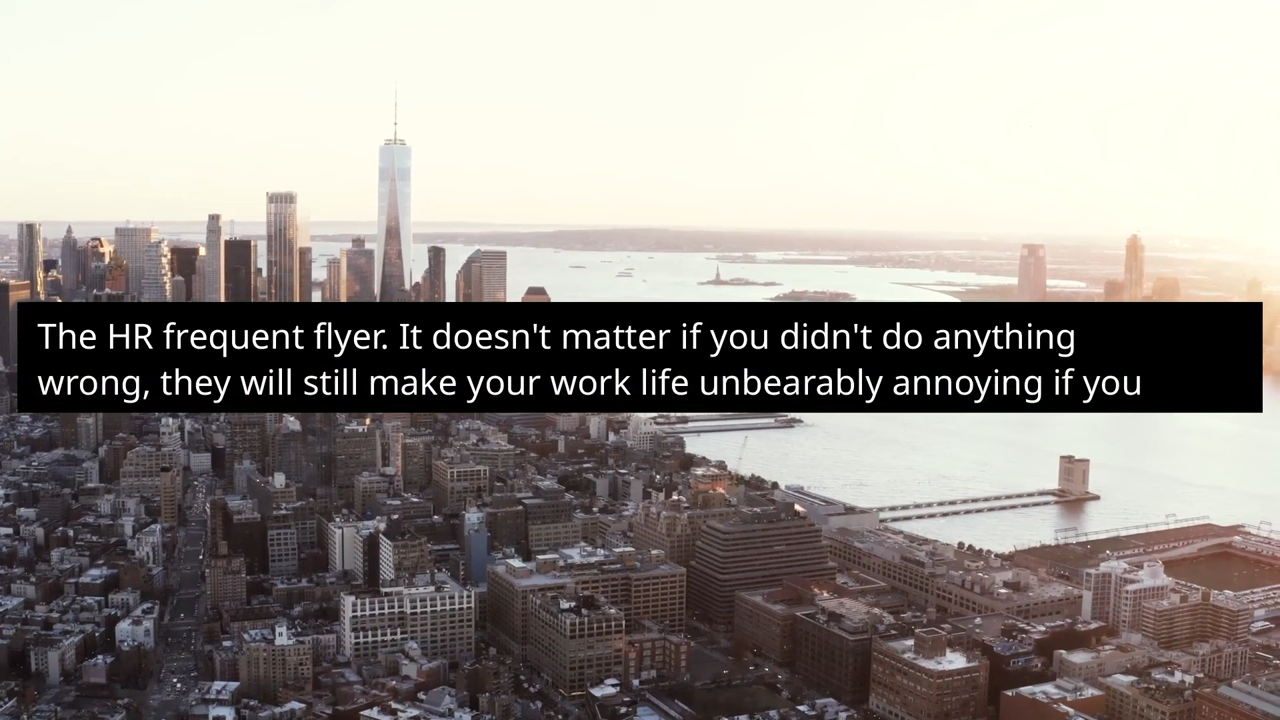 The HR frequent flyer. It doesn't matter if you didn't do anything
wrong, they will still make your work life unbearably annoying if you